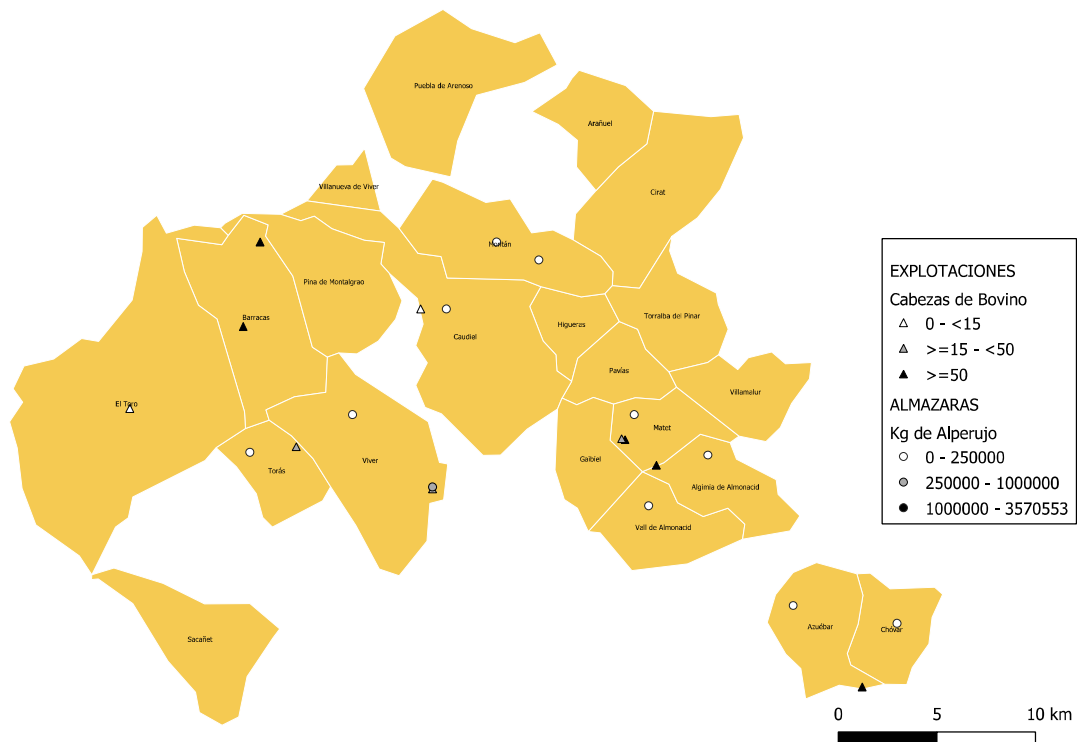 Puebla de Arenoso
Arañuel
Cirat
Villanueva de Viver
Montán
Pina de Montalgrao
Barracas
Caudiel
Higueras
Torralba del Pinar
Pavías
Villamalur
El Toro
Matet
Gaibiel
Viver
Torás
Algimia de Almonacid
Vall de Almonacid
Sacañet
Azuébar
Chóvar
EXPLOTACIONES
Cabezas de Bovino
0 - <15
>=15 - <50
>=50
ALMAZARAS
Kg de Alperujo
0 - 250000
250000 - 1000000
1000000 - 3570553
0 5 10 km